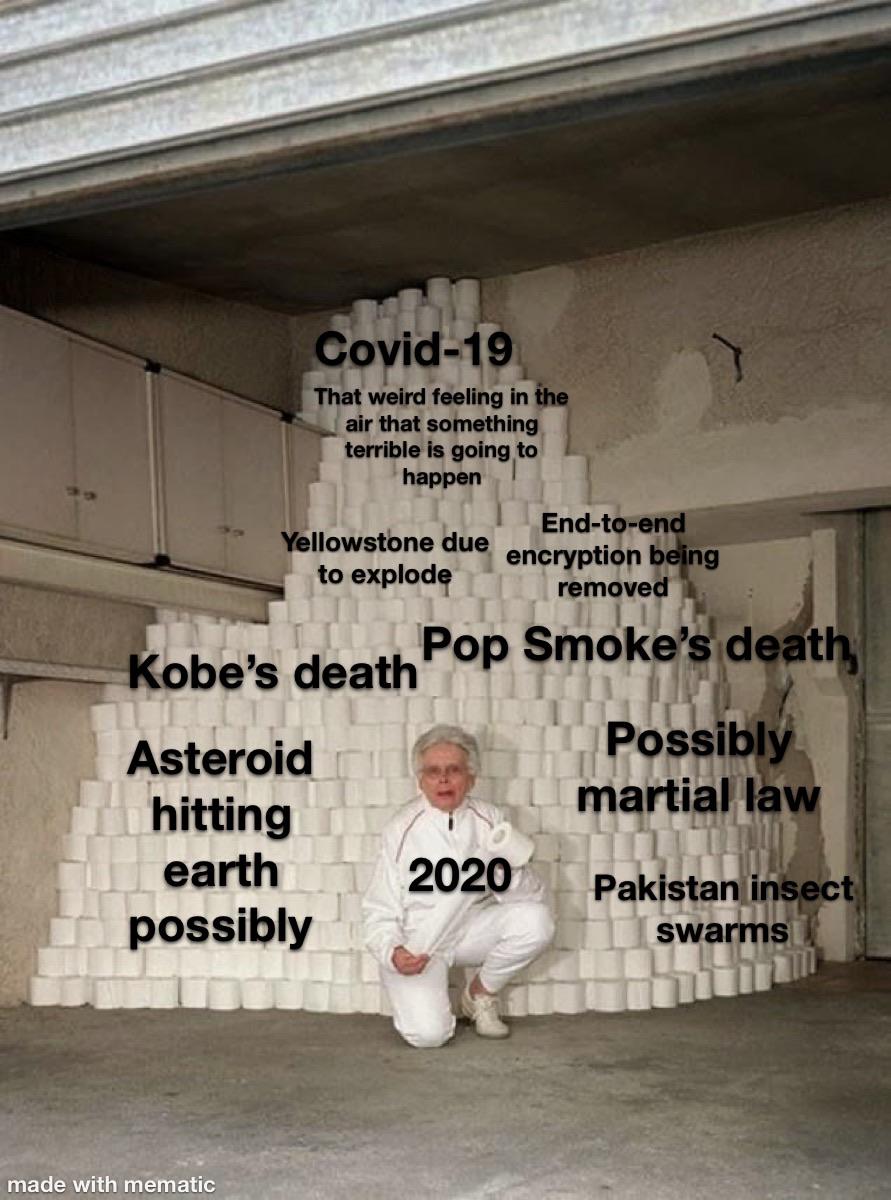 Covid-19
That weird feeling in the
air that something
terrible is going to
happen
Yellowstone due
to explode
End-to-end
encryption being
removed
Kobe's death
Pop Smoke's death,
Asteroid
hitting
earth
possibly
Possibly
martial law
2020
Pakistan insect
swarms
made with mematic